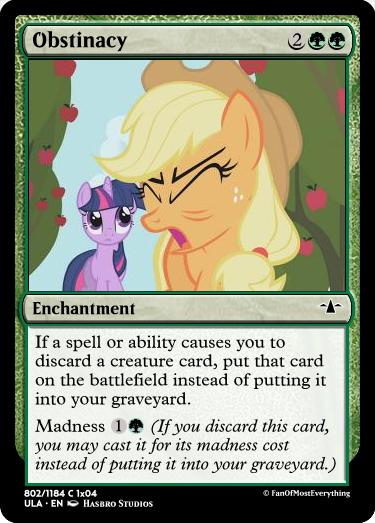 Obstinacy 2
Enchantment
If a spell or ability causes you to
discard a creature card, put that card
on the battlefield instead of putting it
into your graveyard.
Madness 1 (If you discard this card,
you may cast it for its madness cost
instead of putting it into your graveyard.)
802/1184 C 1x04
ULA • EN Hasbro Studios
© FanOfMostEverything